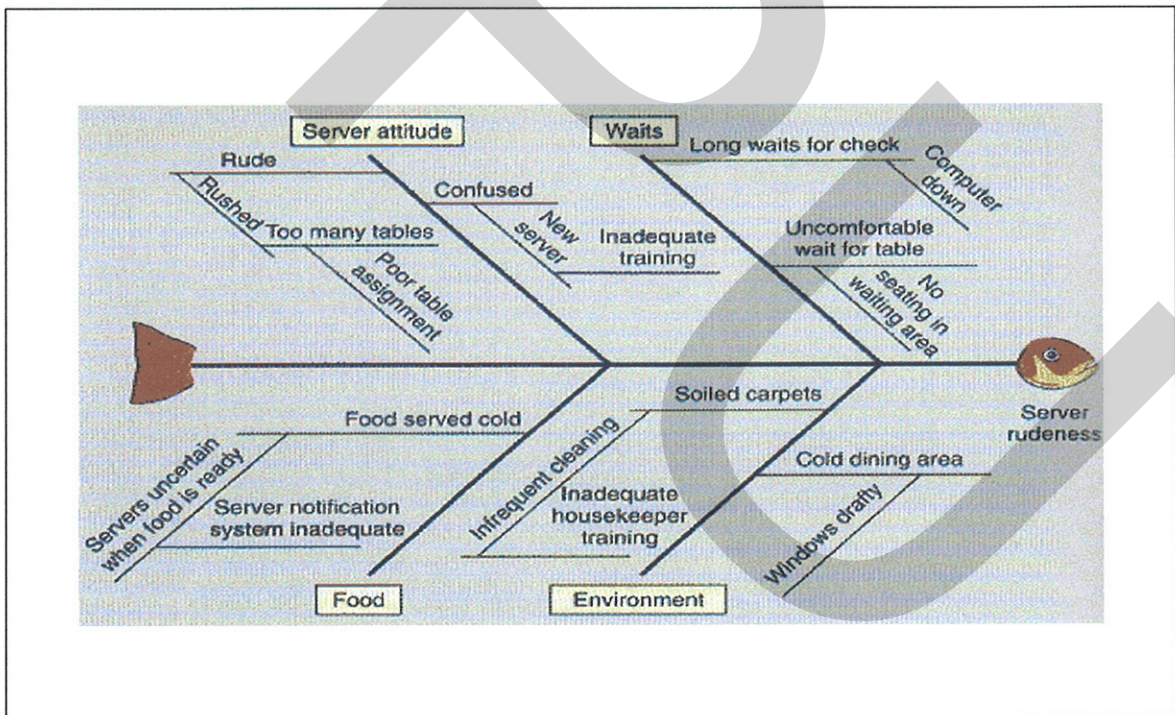 Server attitude
Waits
Rude
Rushed
Too many tables
Poor table
assignment
Confused
New
server
Inadequate
training
Long waits for check
Computer
down
Uncomfortable
wait for table
No
seating in
waiting area
Server
rudeness
Food served cold
Servers uncertain
when food is ready
Server notification
system inadequate
Food
Soiled carpets
Infrequent cleaning
Inadequate
housekeeper
training
Cold dining area
Windows drafty
Environment